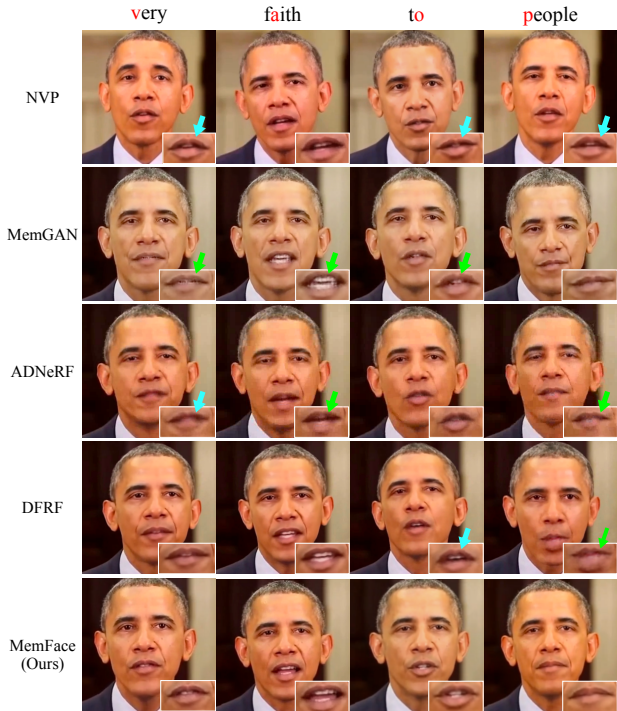 very faith to people
NVP
MemGAN
ADNeRF
DFRF
MemFace
(Ours)